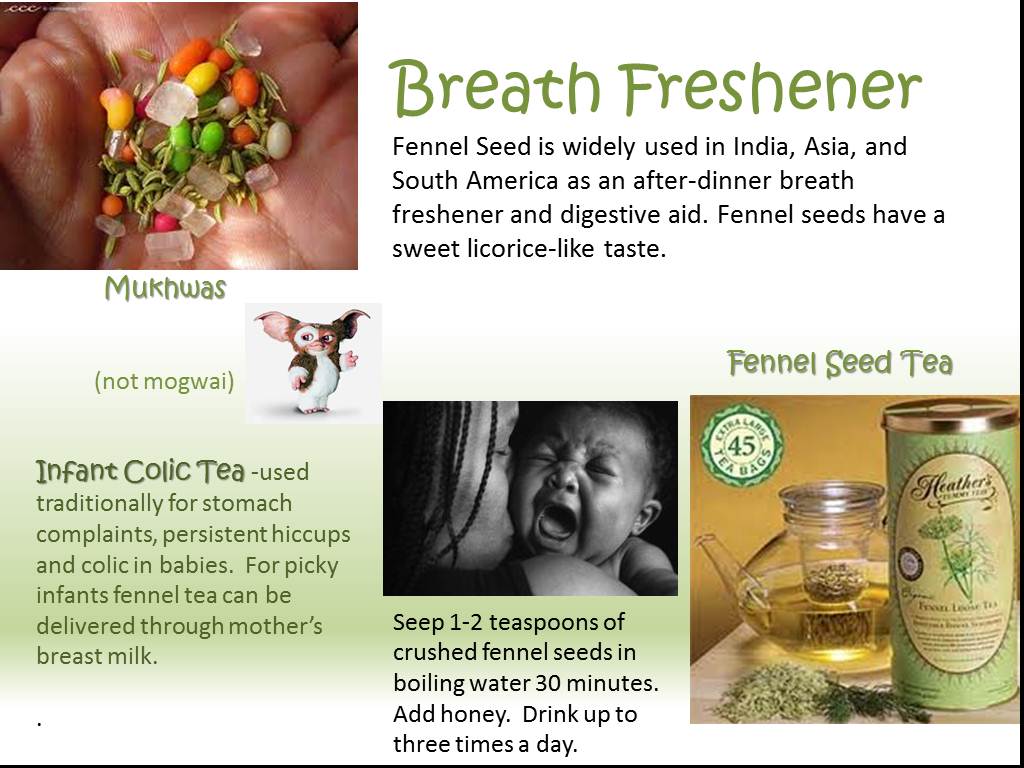 Breath Freshener
Fennel Seed is widely used in India, Asia, and
South America as an after-dinner breath
freshener and digestive aid. Fennel seeds have a
sweet licorice-like taste.
Mukhwas
(not mogwai)
Infant Colic Tea -used
traditionally for stomach
complaints, persistent hiccups
and colic in babies.  For picky
infants fennel tea can be
delivered through mother’s
breast milk.
.
Seep 1-2 teaspoons of
crushed fennel seeds in
boiling water 30 minutes.
Add honey.  Drink up to
three times a day.
Fennel Seed Tea
EXTRA LARGE
45
TEA BAGS
Heather's
TUMMY TEAS
Organic
FENNEL LOOSE TEA